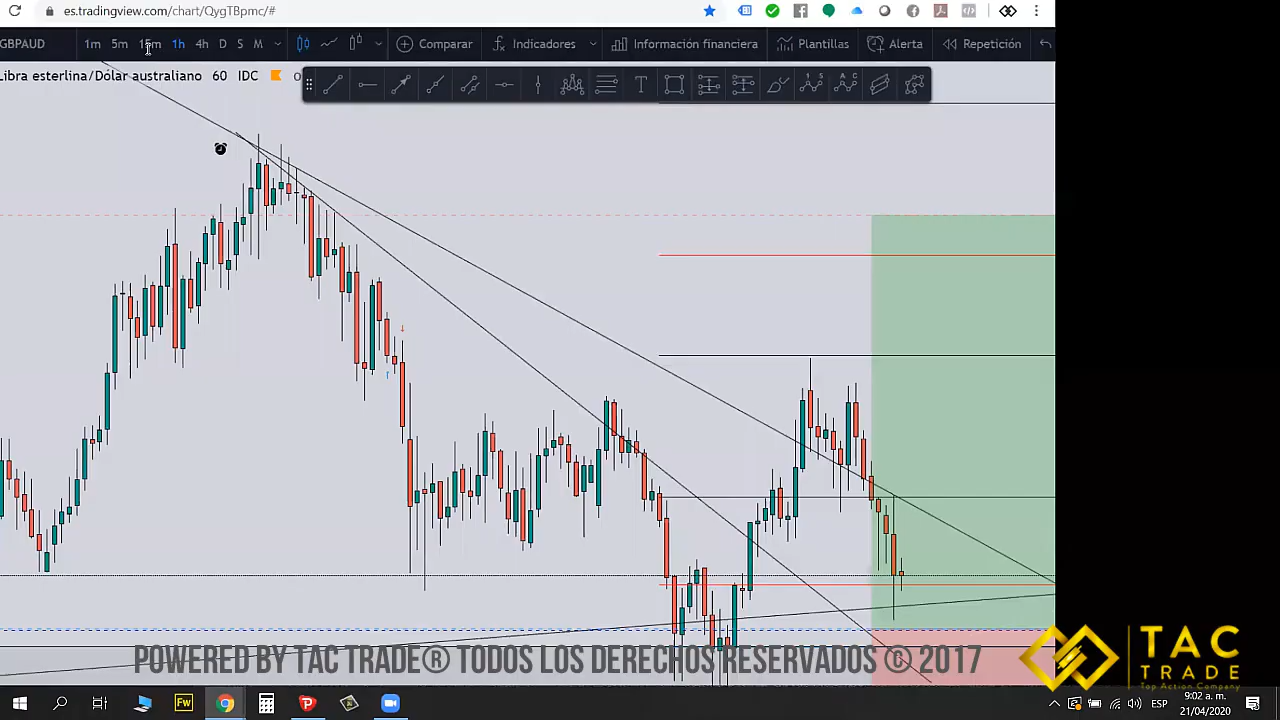 es.tradingview.com/chart/QygTBpmc/#
GBPAUD 1m 5m 15m 1h 4h D S M Comparar Indicadores Información financiera Plantillas Alerta Repetición
Libra esterlina/Dólar australiano 60 IDC
T 1 S A C
POWERED BY TAC TRADE® TODOS LOS DERECHOS RESERVADOS © 2017
TAC
TRADE
Top Action Company
Fw
ESP
9:02 a. m.
21/04/2020